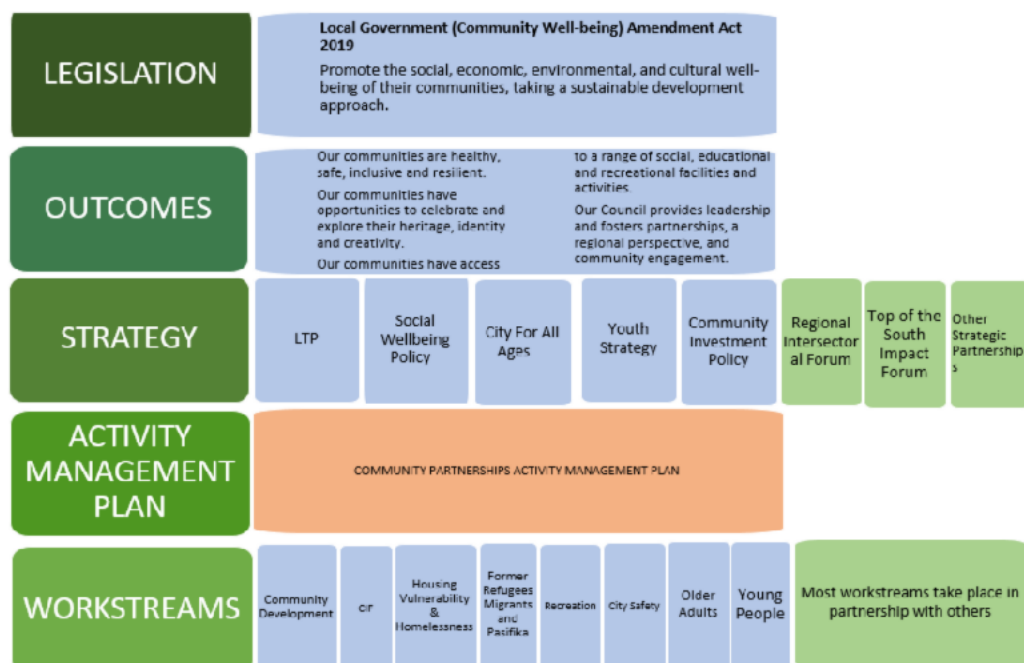 LEGISLATION
Local Government (Community Well-being) Amendment Act
2019
Promote the social, economic, environmental, and cultural well-
being of their communities, taking a sustainable development
approach.
OUTCOMES
Our communities are healthy,
safe, inclusive and resilient.
Our communities have
opportunities to celebrate and
explore their heritage, identity
and creativity.
Our communities have access
to a range of social, educational
and recreational facilities and
activities.
Our Council provides leadership
and fosters partnerships, a
regional perspective, and
community engagement.
STRATEGY
LTP
Social
Wellbeing
Policy
City For All
Ages
Youth
Strategy
Community
Investment
Policy
Regional
Intersector
al Forum
Top of the
South
Impact
Forum
Other
Strategic
Partnership
s
ACTIVITY
MANAGEMENT
PLAN
COMMUNITY PARTNERSHIPS ACTIVITY MANAGEMENT PLAN
WORKSTREAMS
Community
Development
CIF
Housing
Vulnerability
&
Homelessness
Former
Refugees
Migrants
and
Pasifika
Recreation
City Safety
Older
Adults
Young
People
Most workstreams take place in
partnership with others